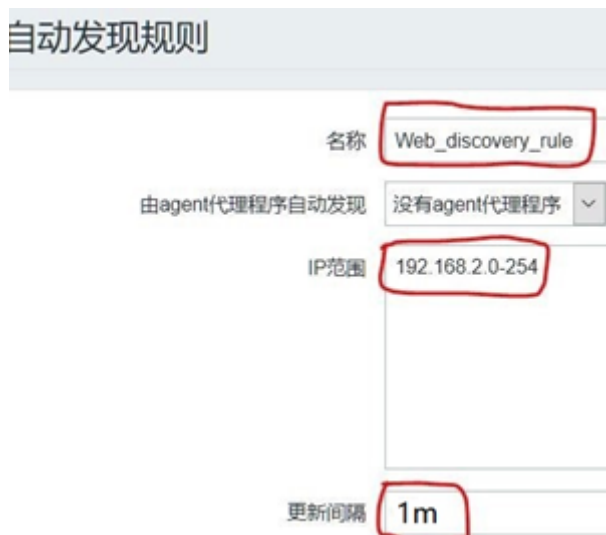 自动发现规则
名称 Web_discovery_rule
由agent代理程序自动发现 没有agent代理程序
IP范围 192.168.2.0-254
更新间隔 1m